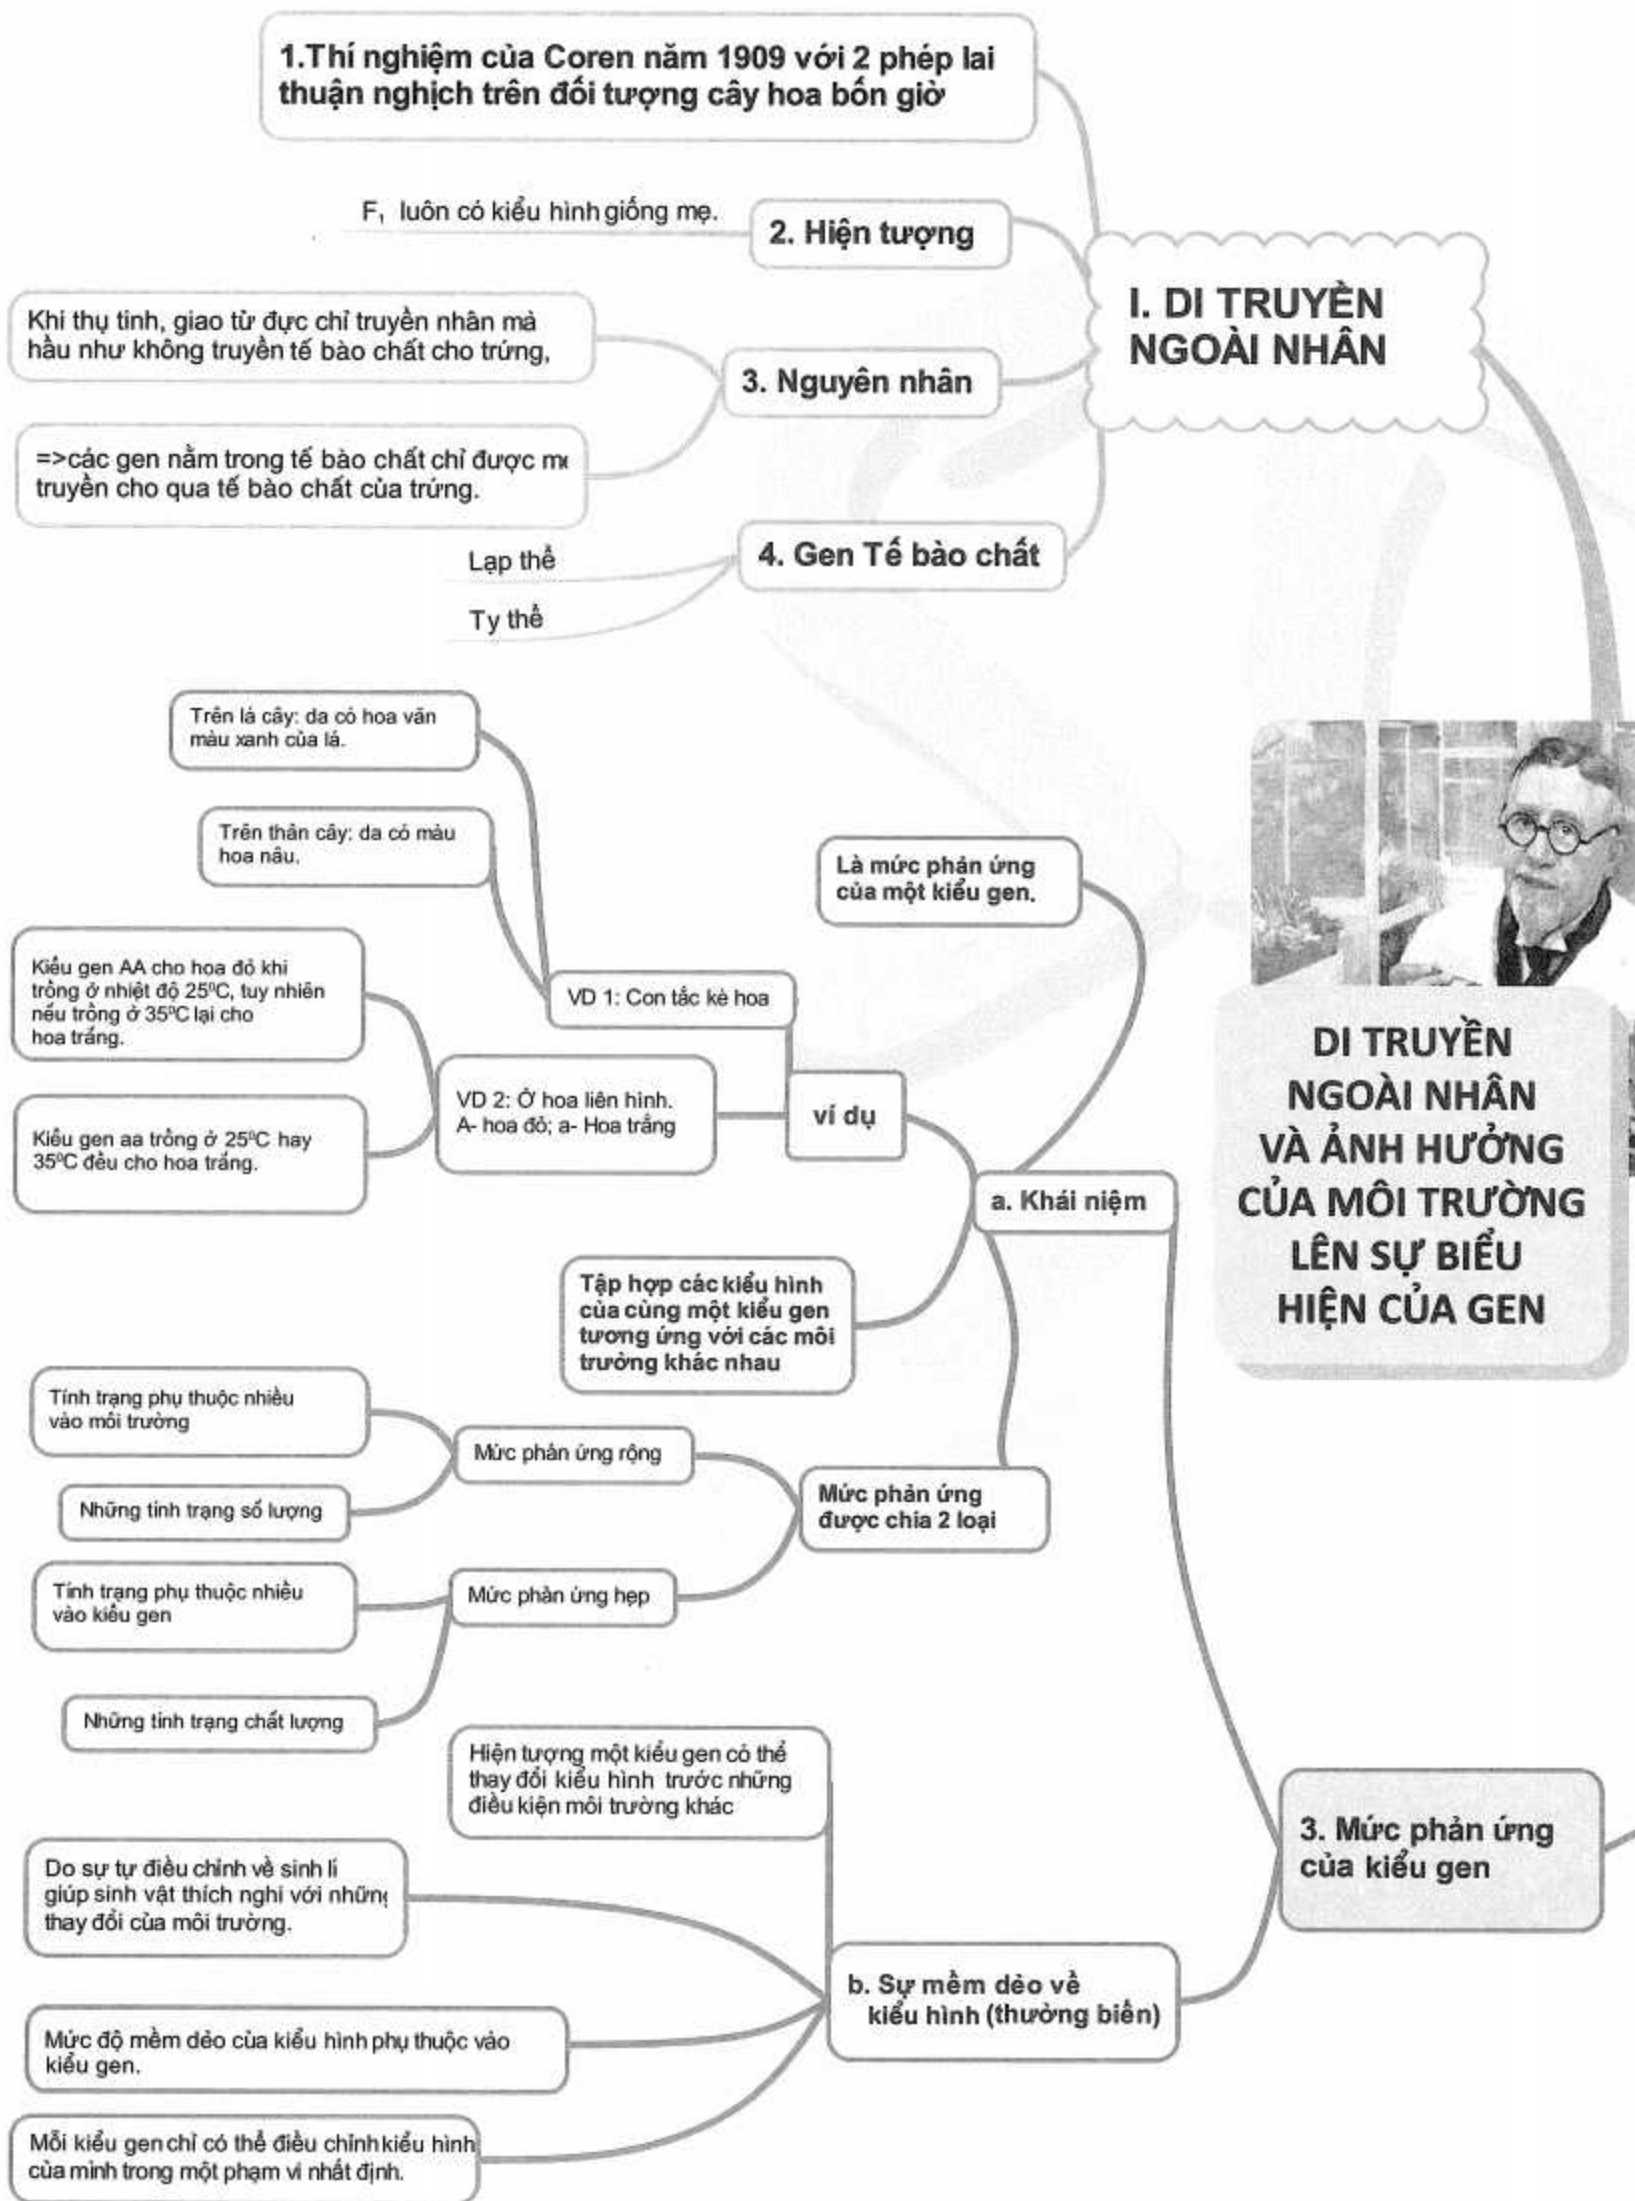 1.Thí nghiệm của Coren năm 1909 với 2 phép lai
thuận nghịch trên đối tượng cây hoa bốn giờ
F₁ luôn có kiểu hình giống mẹ.
2. Hiện tượng
I. DI TRUYỀN
NGOÀI NHÂN
Khi thụ tinh, giao tử đực chỉ truyền nhân mà
hầu như không truyền tế bào chất cho trứng,
3. Nguyên nhân
=>các gen nằm trong tế bào chất chỉ được
truyền cho qua tế bào chất của trứng.
4. Gen Tế bào chất
Lạp thể
Ty thể
Trên lá cây: da có hoa văn
màu xanh của lá.
Trên thân cây: da có màu
hoa nâu.
Là mức phản ứng
của một kiểu gen.
Kiểu gen AA cho hoa đỏ khi
trồng ở nhiệt độ 25⁰C, tuy nhiên
nếu trồng ở 35⁰C lại cho
hoa trắng.
VD 1: Con tắc kè hoa
VD 2: Ở hoa liên hình.
A- hoa đỏ; a- Hoa trắng
ví dụ
Kiểu gen aa trồng ở 25⁰C hay
35⁰C đều cho hoa trắng.
a. Khái niệm
DI TRUYỀN
NGOÀI NHÂN
VÀ ẢNH HƯỞNG
CỦA MÔI TRƯỜNG
LÊN SỰ BIỂU
HIỆN CỦA GEN
Tập hợp các kiểu hình
của cùng một kiểu gen
tương ứng với các môi
trường khác nhau
Tính trạng phụ thuộc nhiều
vào môi trường
Mức phản ứng rộng
Những tính trạng số lượng
Mức phản ứng
được chia 2 loại
Tính trạng phụ thuộc nhiều
vào kiểu gen
Mức phản ứng hẹp
Những tính trạng chất lượng
Hiện tượng một kiểu gen có thể
thay đổi kiểu hình trước những
điều kiện môi trường khác
3. Mức phản ứng
của kiểu gen
Do sự tự điều chỉnh về sinh lí
giúp sinh vật thích nghi với những
thay đổi của môi trường.
b. Sự mềm dẻo về
kiểu hình (thường biến)
Mức độ mềm dẻo của kiểu hình phụ thuộc vào
kiểu gen.
Mỗi kiểu gen chỉ có thể điều chỉnh kiểu hình
của mình trong một phạm vi nhất định.